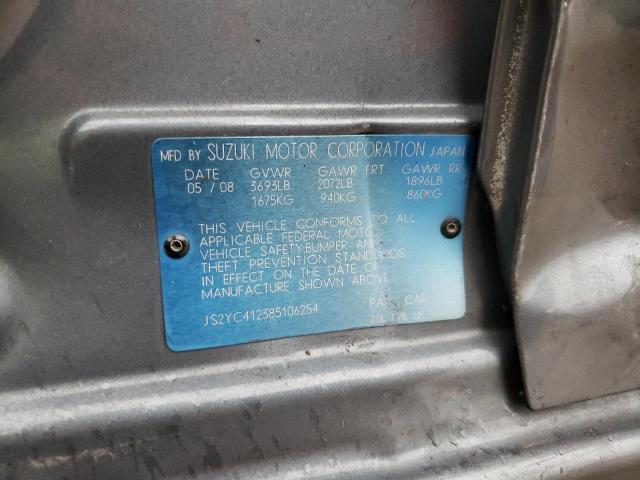 MFD BY SUZUKI MOTOR CORPORATION JAPAN
DATE GVWR GAWR FRT GAWR RR
05 / 08 3693LB 2072LB 1896LB
1675KG 940KG 860KG
THIS VEHICLE CONFORMS TO ALL
APPLICABLE FEDERAL MOTOR
VEHICLE SAFETY,BUMPER AND
THEFT PREVENTION STANDARDS
IN EFFECT ON THE DATE OF
MANUFACTURE SHOWN ABOVE.
JS2YC412385106254 PASS CAR